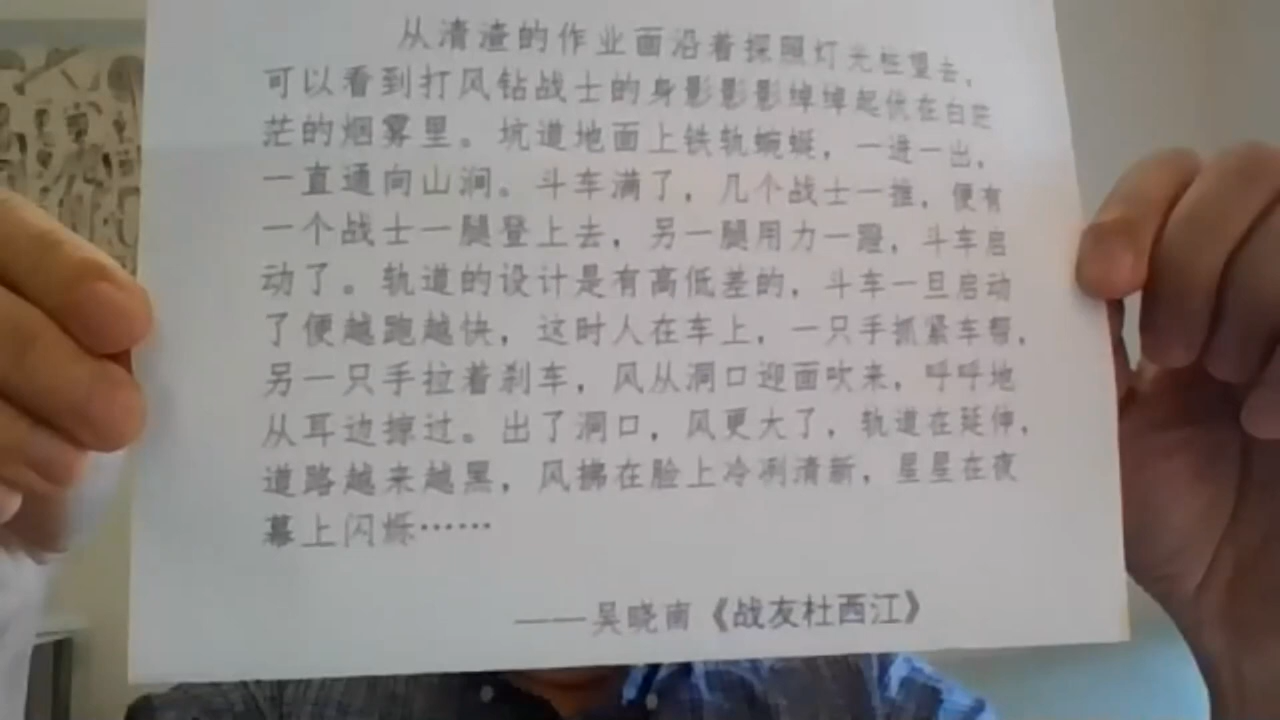 从清渣的作业面沿着探照灯光柱望去，
可以看到打风钻战士的身影影影绰绰起伏在白茫
茫的烟雾里。坑道地面上铁轨蜿蜒，一进一出，
一直通向山涧。斗车满了，几个战士一推，便有
一个战士一腿登上去，另一腿用力一蹬，斗车启
动了。轨道的设计是有高低差的，斗车一旦启动
了便越跑越快，这时人在车上，一只手抓紧车帮，
另一只手拉着刹车，风从洞口迎面吹来，呼呼地
从耳边掠过。出了洞口，风更大了，轨道在延伸，
道路越来越黑，风拂在脸上冷冽清新，星星在夜
幕上闪烁……
——吴晓南《战友杜西江》